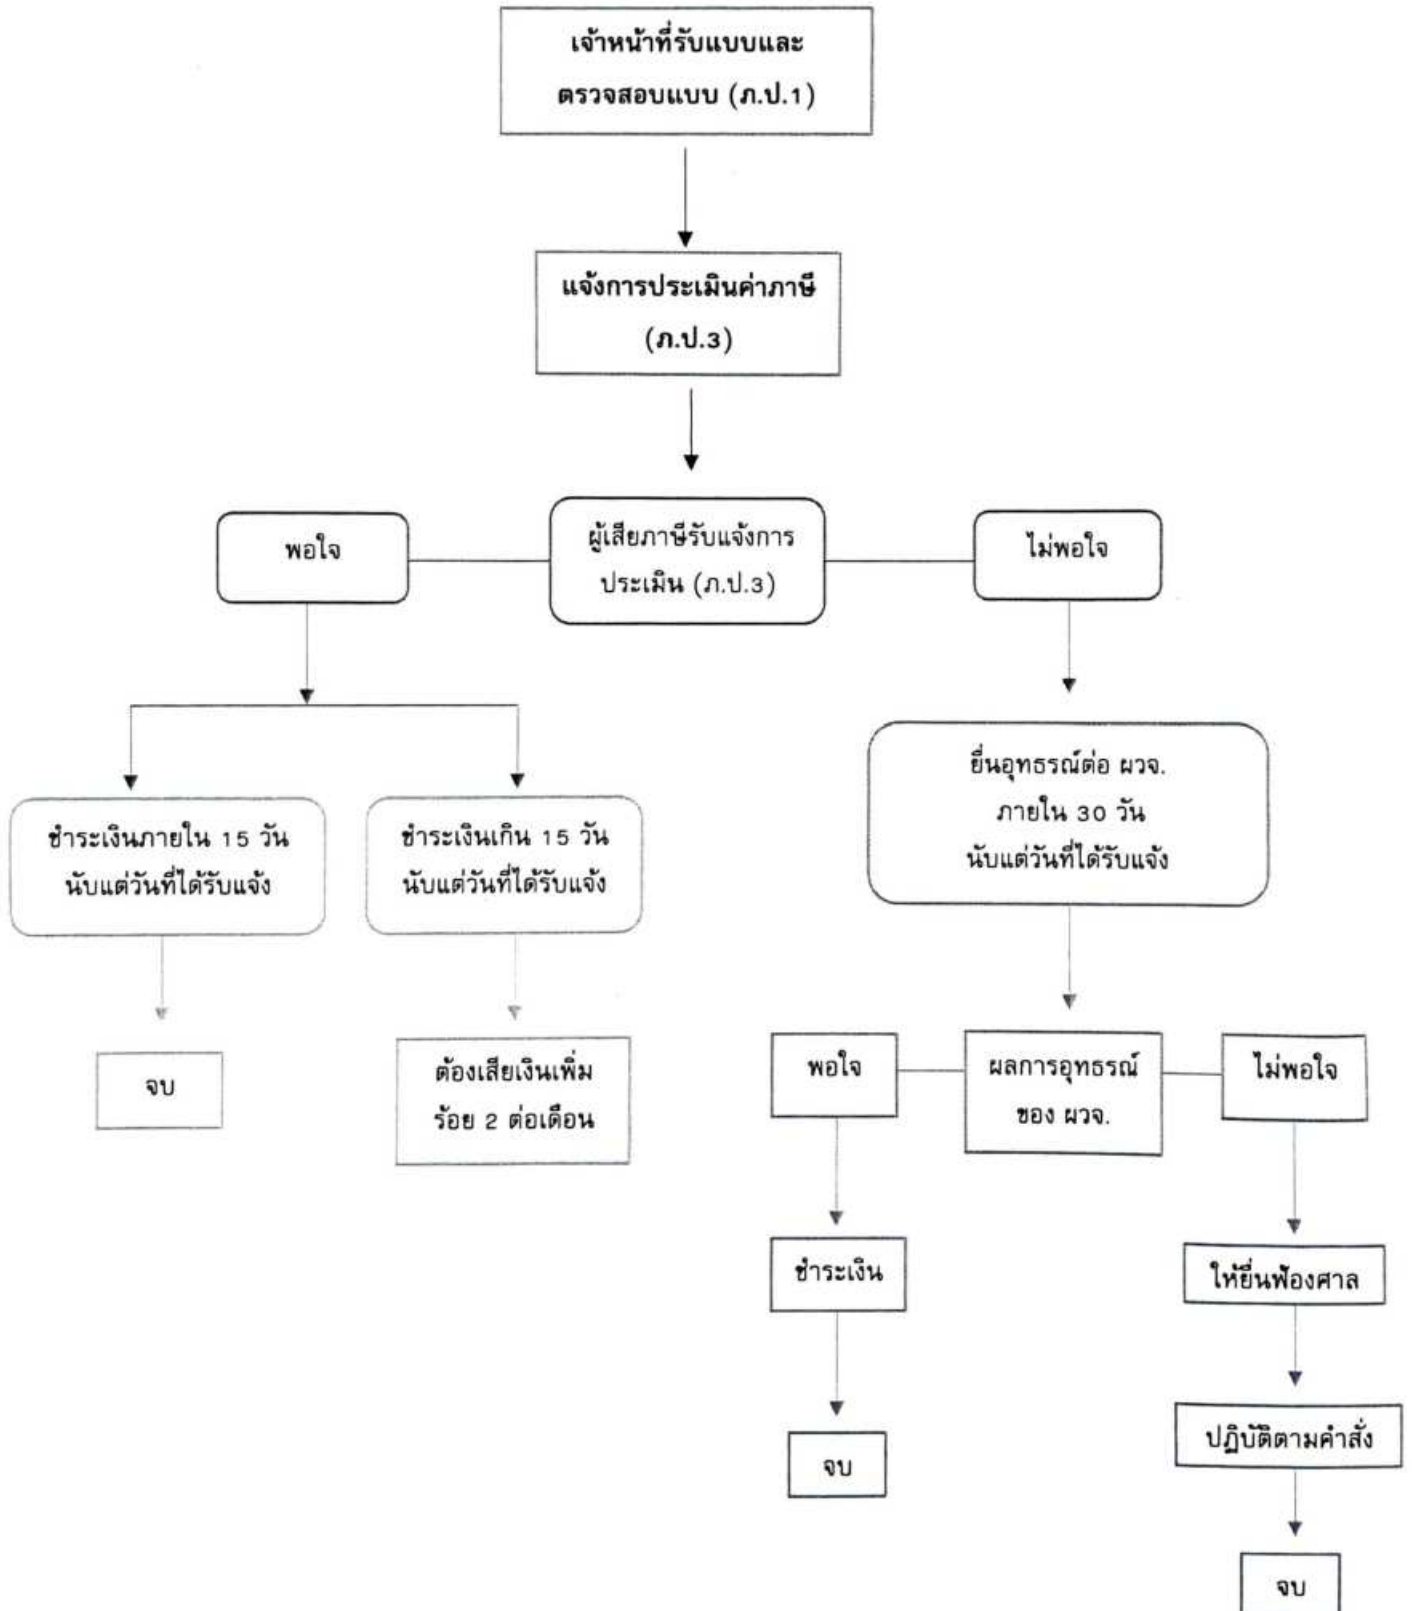 เจ้าหน้าที่รับแบบและ
ตรวจสอบแบบ (ภ.ป.1)
แจ้งการประเมินค่าภาษี
(ภ.ป.3)
พอใจ
ผู้เสียภาษีรับแจ้งการ
ประเมิน (ภ.ป.3)
ไม่พอใจ
ชำระเงินภายใน 15 วัน
นับแต่วันที่ได้รับแจ้ง
ชำระเงินเกิน 15 วัน
นับแต่วันที่ได้รับแจ้ง
ยื่นอุทธรณ์ต่อ ผวจ.
ภายใน 30 วัน
นับแต่วันที่ได้รับแจ้ง
จบ
ต้องเสียเงินเพิ่ม
ร้อย 2 ต่อเดือน
พอใจ
ผลการอุทธรณ์
ของ ผวจ.
ไม่พอใจ
ชำระเงิน
ให้ยื่นฟ้องศาล
จบ
ปฏิบัติตามคำสั่ง
จบ